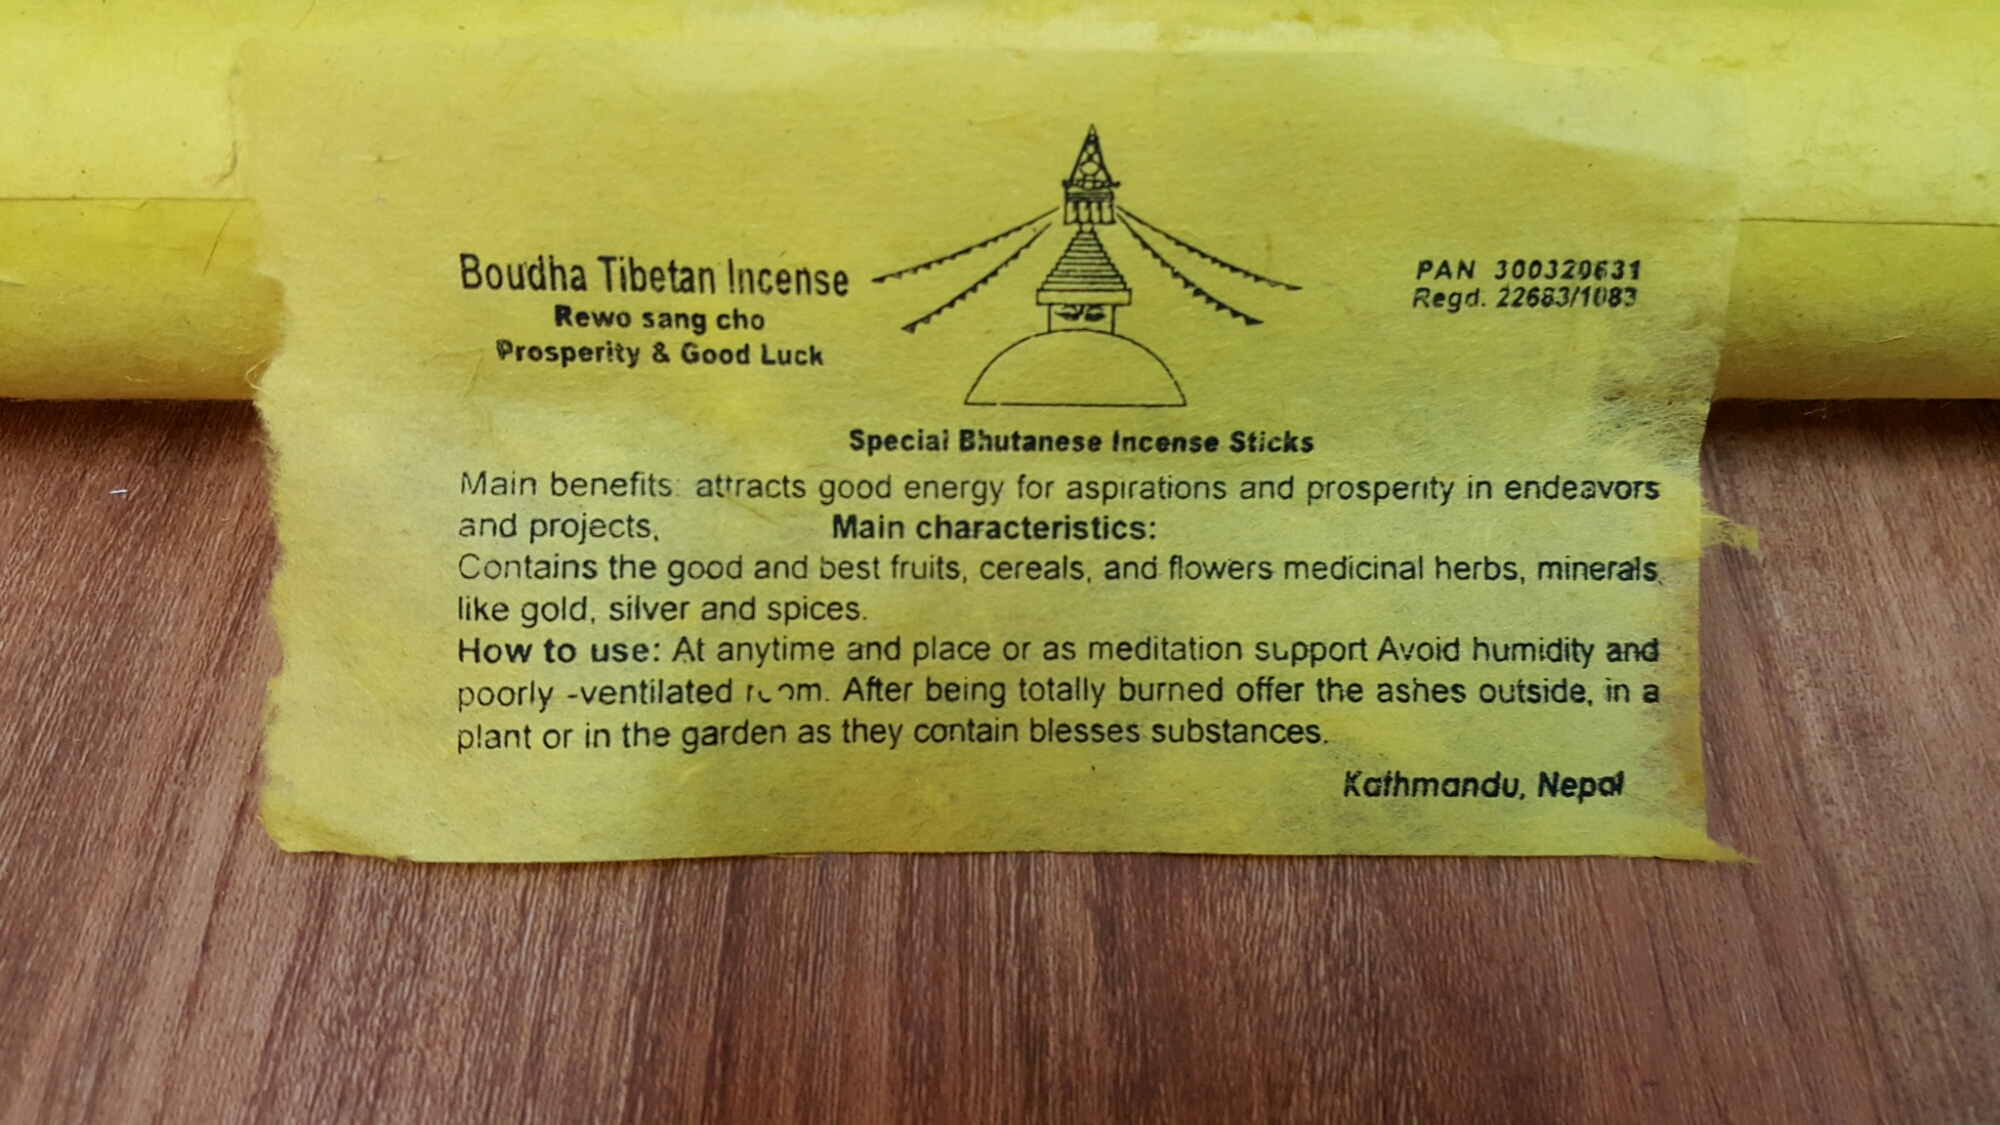 Boudha Tibetan Incense
Rewo sang cho
Prosperity & Good Luck
PAN 300320631
Regd. 22683/1083
Special Bhutanese Incense Sticks
Main benefits: attracts good energy for aspirations and prosperity in endeavors
and projects, Main characteristics:
Contains the good and best fruits, cereals, and flowers medicinal herbs, minerals
like gold, silver and spices.
How to use: At anytime and place or as meditation support Avoid humidity and
poorly -ventilated room. After being totally burned offer the ashes outside, in a
plant or in the garden as they contain blesses substances.
Kathmandu, Nepal